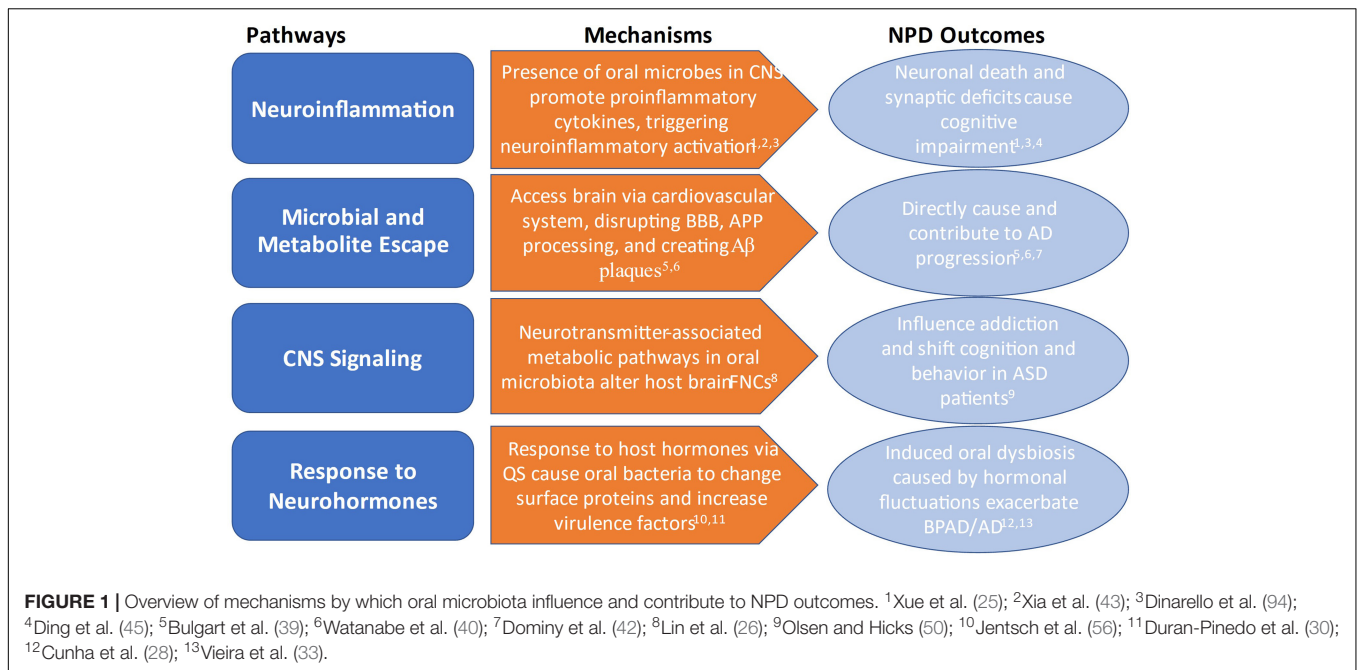 Pathways
Mechanisms
NPD Outcomes
Neuroinflammation
Presence of oral microbes in CNS
promote proinflammatory
cytokines, triggering
neuroinflammatory activation1,2,3
Neuronal death and
synaptic deficits cause
cognitive
impairment1,3,4
Microbial and
Metabolite Escape
Access brain via cardiovascular
system, disrupting BBB, APP
processing, and creating Aβ
plaques5,6
Directly cause and
contribute to AD
progression5,6,7
CNS Signaling
Neurotransmitter-associated
metabolic pathways in oral
microbiota alter host brain FNCs8
Influence addiction
and shift cognition and
behavior in ASD
patients9
Response to
Neurohormones
Response to host hormones via
QS cause oral bacteria to change
surface proteins and increase
virulence factors10,11
Induced oral dysbiosis
caused by hormonal
fluctuations exacerbate
BPAD/AD12,13
FIGURE 1 | Overview of mechanisms by which oral microbiota influence and contribute to NPD outcomes. 1Xue et al. (25); 2Xia et al. (43); 3Dinarello et al. (94);
4Ding et al. (45); 5Bulgart et al. (39); 6Watanabe et al. (40); 7Dominy et al. (42); 8Lin et al. (26); 9Olsen and Hicks (50); 10Jentsch et al. (56); 11Duran-Pinedo et al. (30);
12Cunha et al. (28); 13Vieira et al. (33).